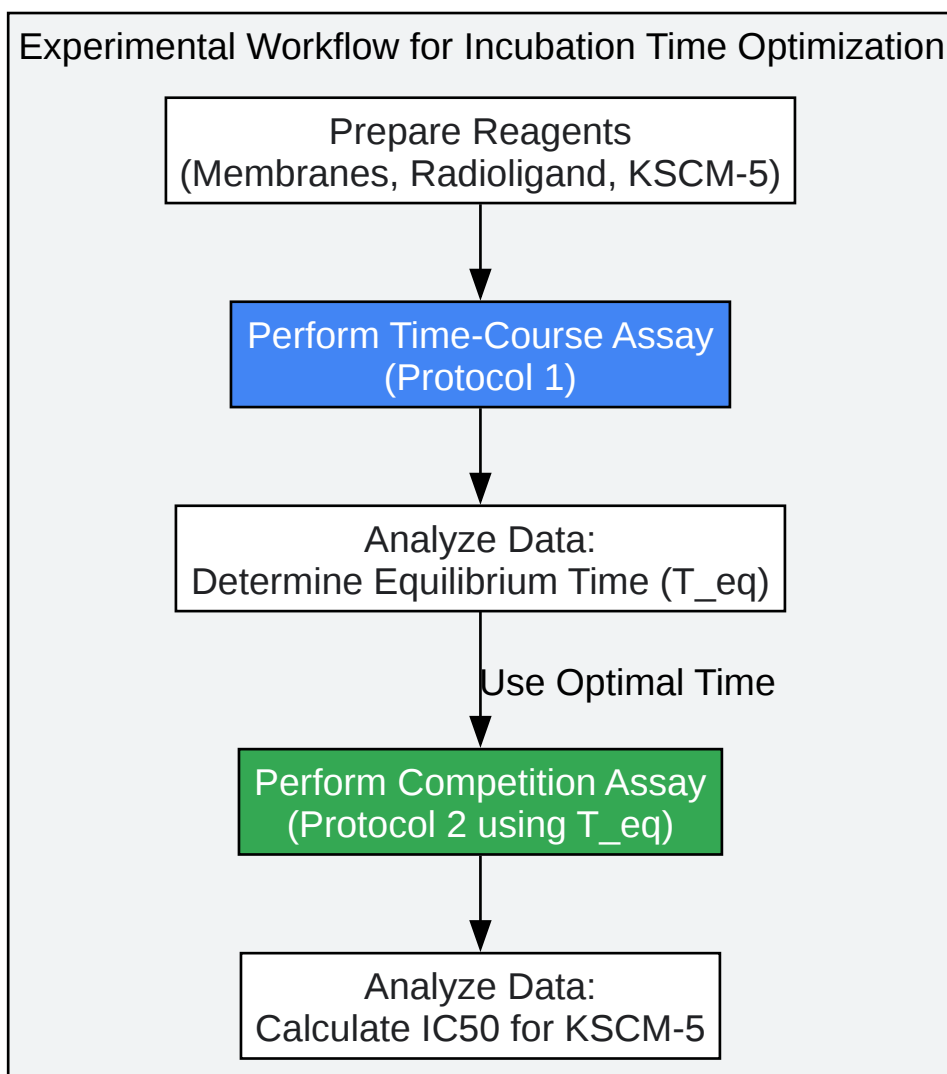 Experimental Workflow for Incubation Time Optimization
Prepare Reagents
(Membranes, Radioligand, KSCM-5)
Perform Time-Course Assay
(Protocol 1)
Analyze Data:
Determine Equilibrium Time (T_eq)
Use Optimal Time
Perform Competition Assay
(Protocol 2 using T_eq)
Analyze Data:
Calculate IC50 for KSCM-5